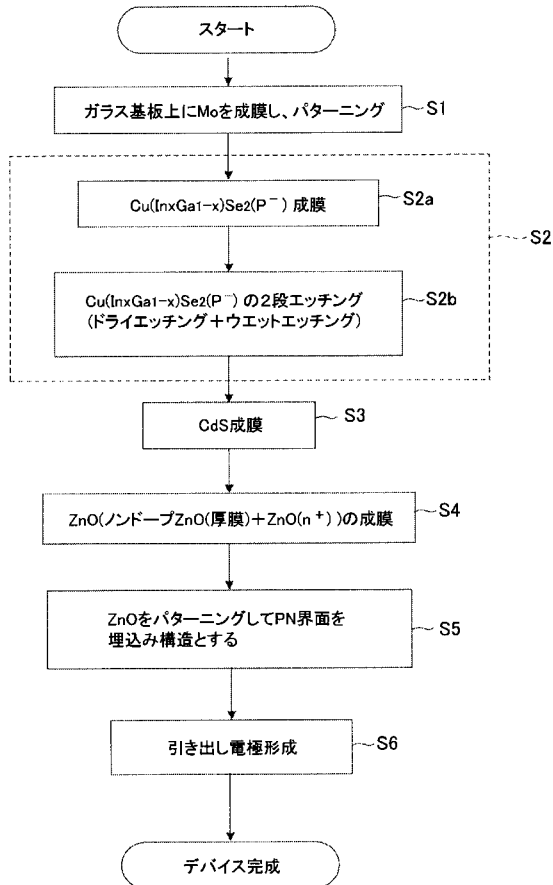 スタート
ガラス基板上にMoを成膜し、パターニング
S1
Cu(InxGa1-x)Se2(P⁻) 成膜
S2a
S2
Cu(InxGa1-x)Se2(P⁻) の2段エッチング
(ドライエッチング+ウエットエッチング)
S2b
CdS成膜
S3
ZnO(ノンドープZnO(厚膜)+ZnO(n⁺))の成膜
S4
ZnOをパターニングしてPN界面を
埋込み構造とする
S5
引き出し電極形成
S6
デバイス完成